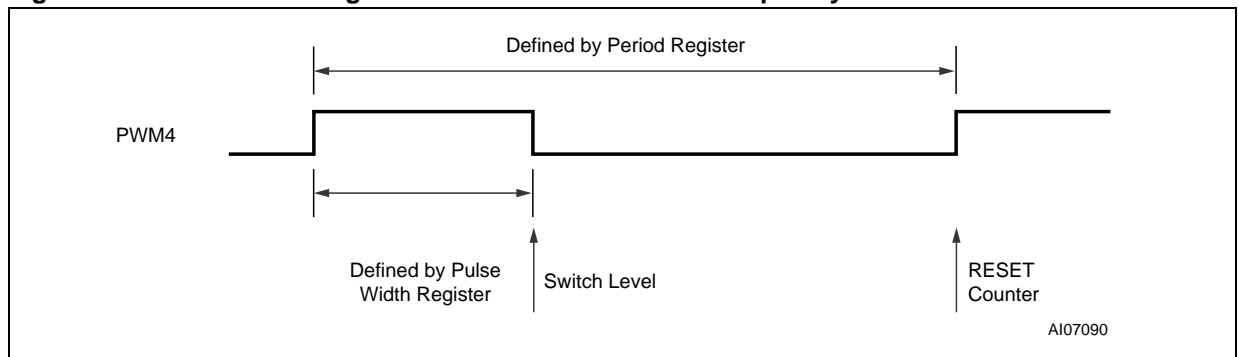 Defined by Period Register
PWM4
Defined by Pulse
Width Register
Switch Level
RESET
Counter
AI07090